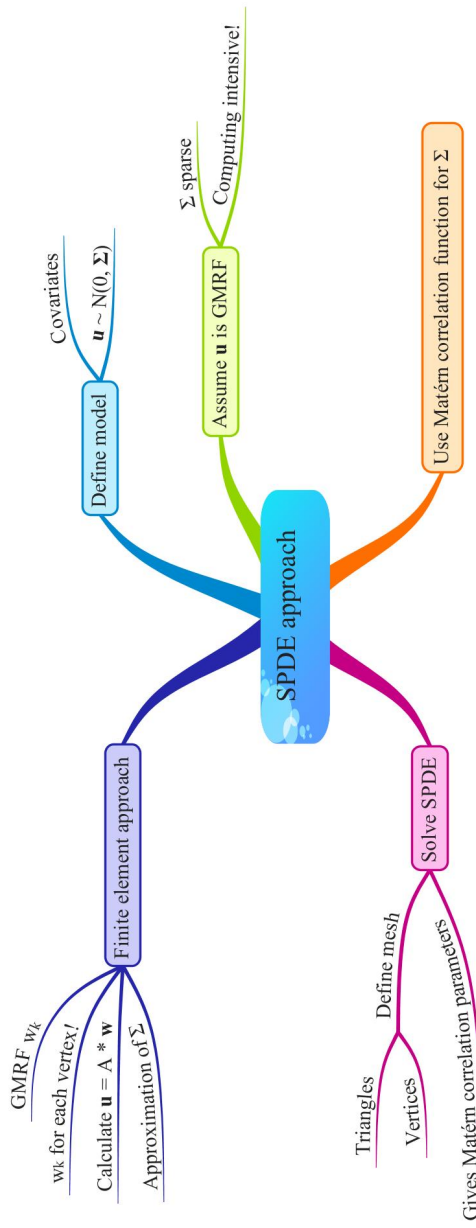 SPDE approach
Define model
Covariates
u ~ N(0, Σ)
Assume u is GMRF
Σ sparse
Computing intensive!
Use Matérn correlation function for Σ
Solve SPDE
Define mesh
Triangles
Vertices
Gives Matérn correlation parameters
Finite element approach
GMRF wₖ
wₖ for each vertex!
Calculate u = A * w
Approximation of Σ